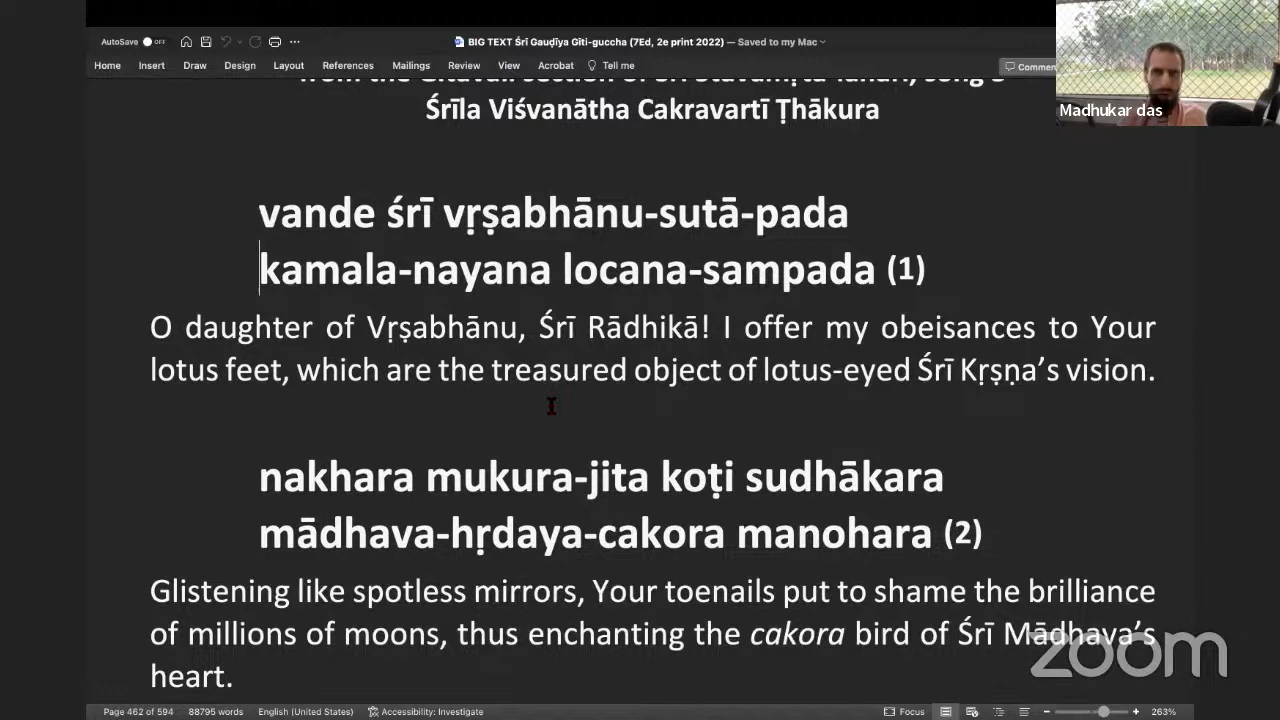 AutoSave OFF
BIG TEXT Śrī Gauḍīya Gīti-guccha (7Ed, 2e print 2022) — Saved to my Mac
Home Insert Draw Design Layout References Mailings Review View Acrobat Tell me
Commen
Madhukar das
Śrīla Viśvanātha Cakravartī Ṭhākura
vande śrī vṛṣabhānu-sutā-pada
kamala-nayana locana-sampada (1)
O daughter of Vṛṣabhānu, Śrī Rādhikā! I offer my obeisances to Your
lotus feet, which are the treasured object of lotus-eyed Śrī Kṛṣṇa’s vision.
nakhara mukura-jita koṭi sudhākara
mādhava-hṛdaya-cakora manohara (2)
Glistening like spotless mirrors, Your toenails put to shame the brilliance
of millions of moons, thus enchanting the cakora bird of Śrī Mādhava’s
heart.
zoom
Page 462 of 594 88795 words English (United States) Accessibility: Investigate Focus 263%